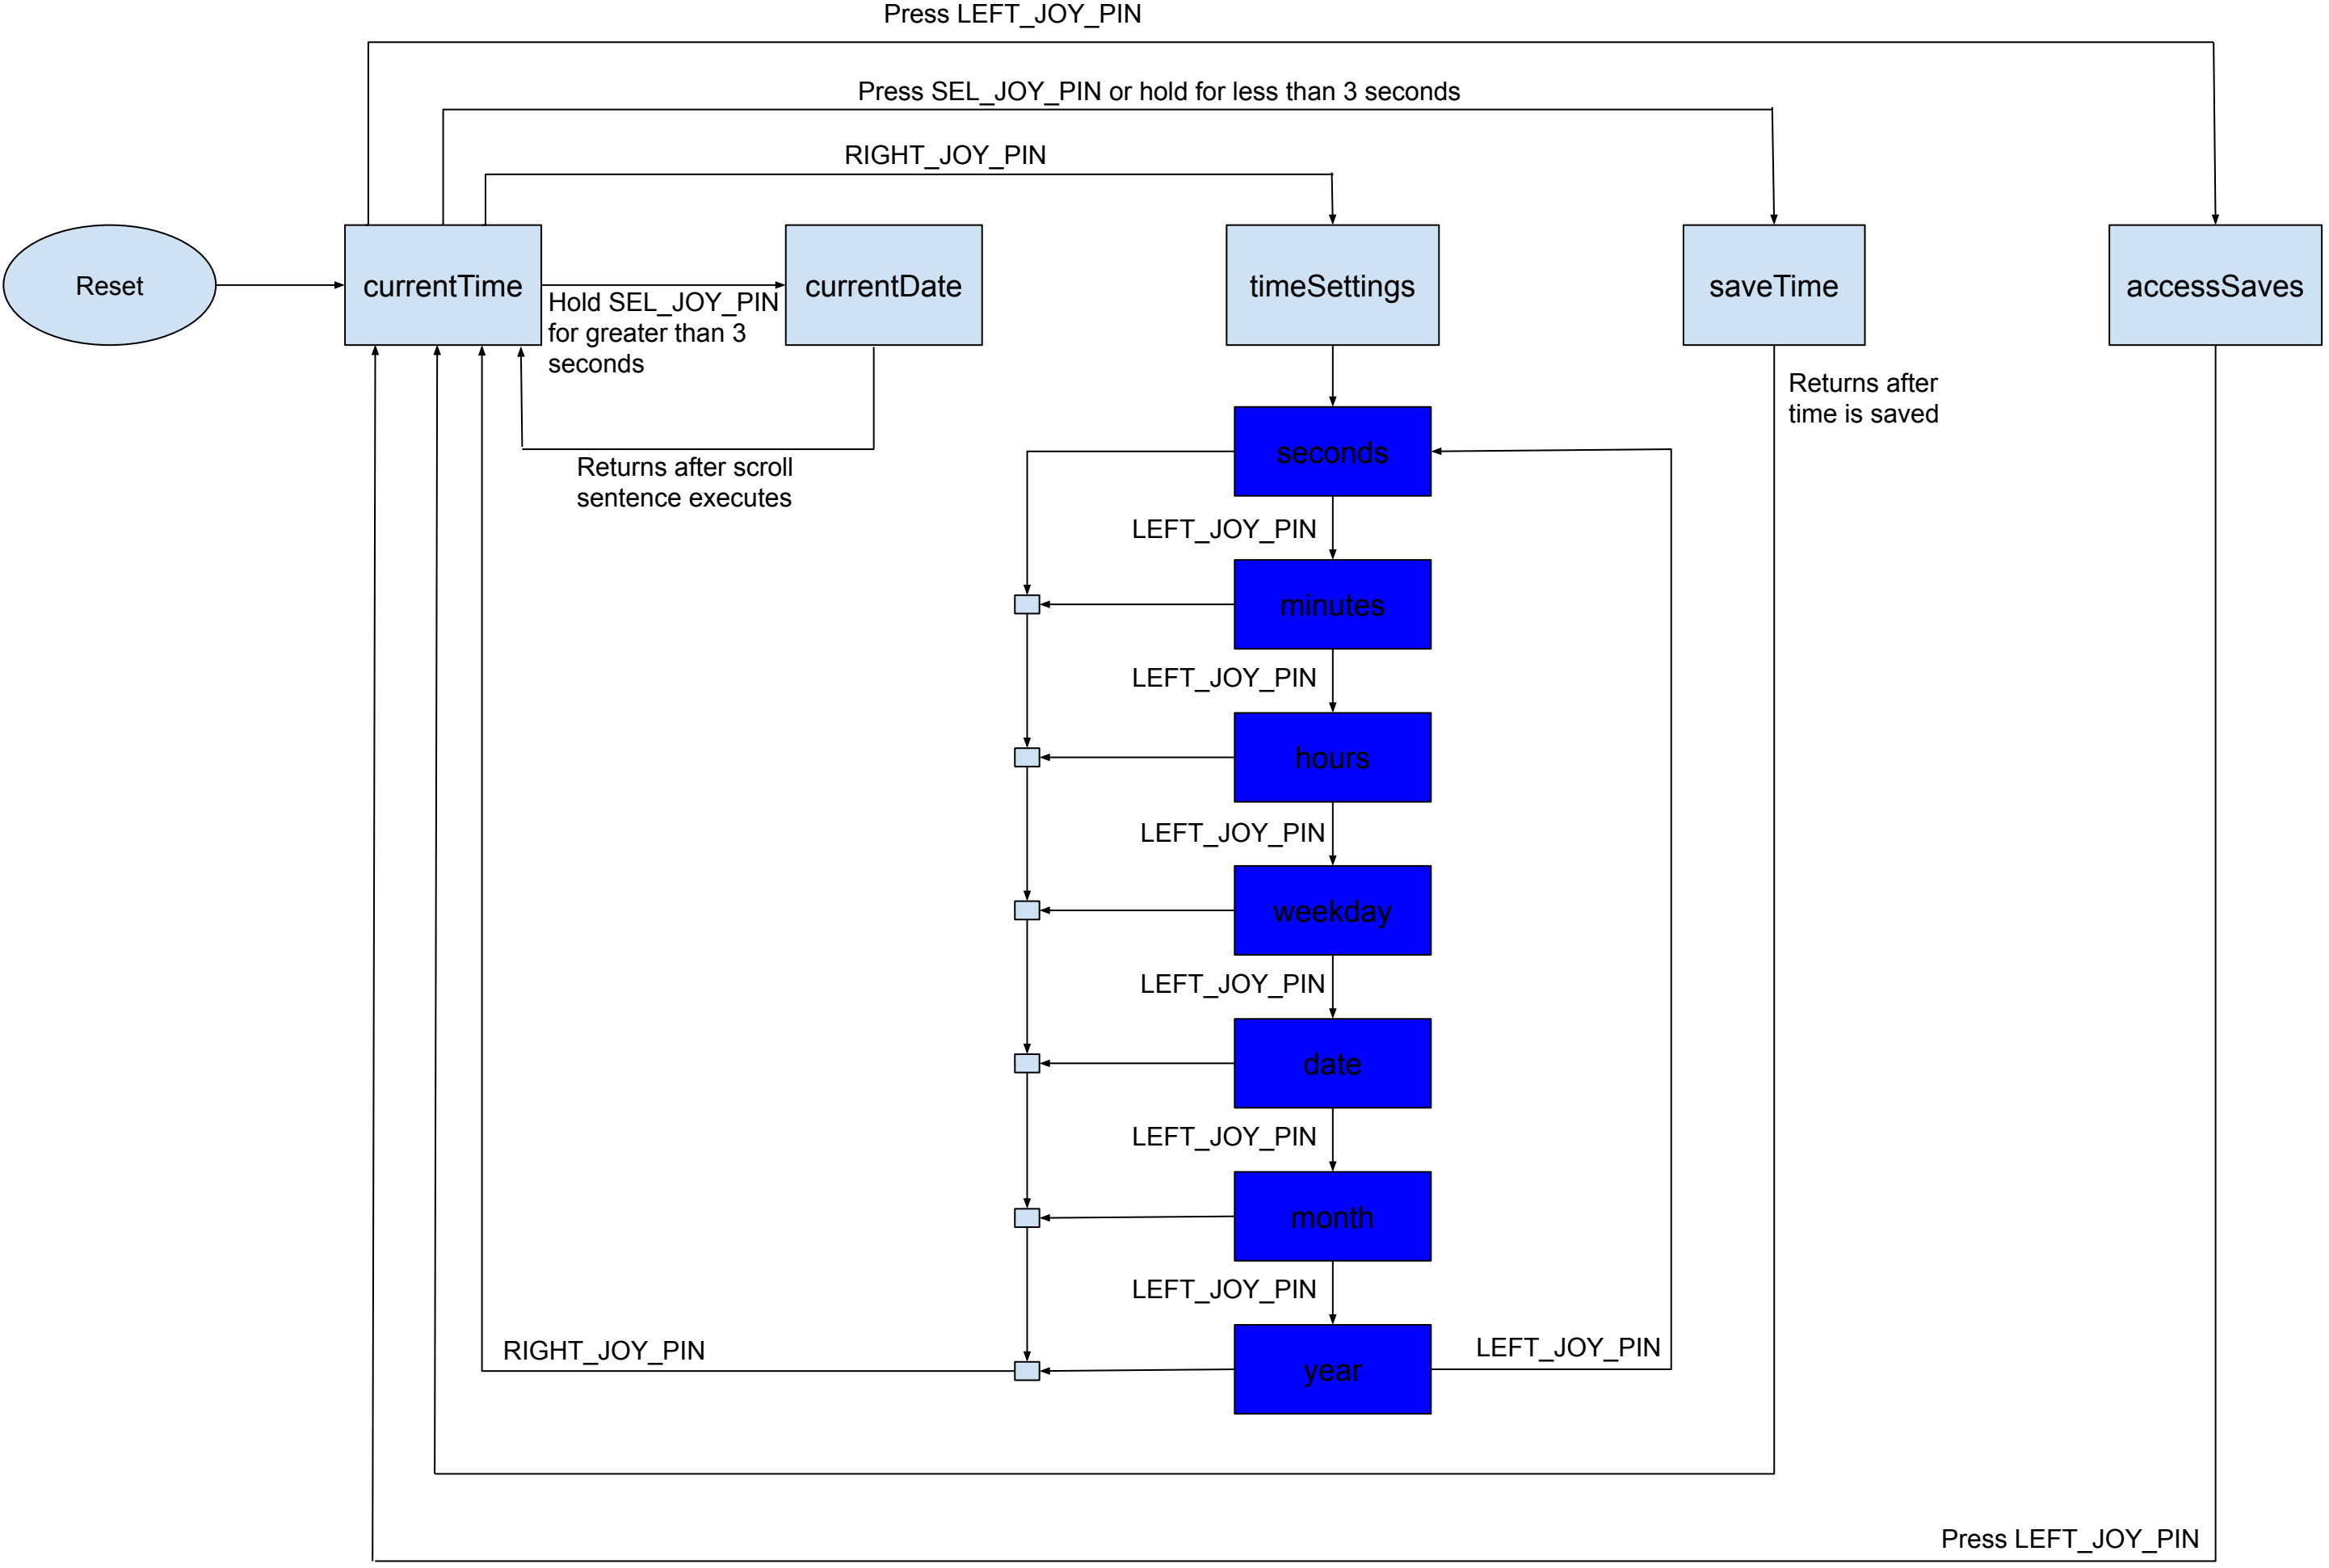 Press LEFT_JOY_PIN
Press SEL_JOY_PIN or hold for less than 3 seconds
RIGHT_JOY_PIN
Reset
currentTime
currentDate
timeSettings
saveTime
accessSaves
Hold SEL_JOY_PIN
for greater than 3
seconds
Returns after
time is saved
Returns after scroll
sentence executes
seconds
LEFT_JOY_PIN
minutes
LEFT_JOY_PIN
hours
LEFT_JOY_PIN
weekday
LEFT_JOY_PIN
date
LEFT_JOY_PIN
month
LEFT_JOY_PIN
RIGHT_JOY_PIN
year
LEFT_JOY_PIN
Press LEFT_JOY_PIN